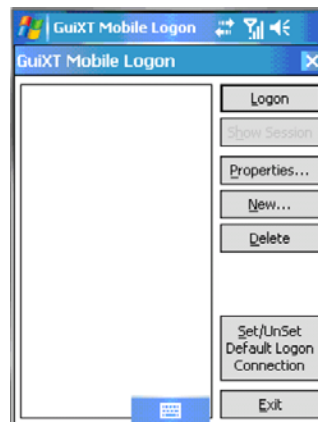 GuiXT Mobile Logon
GuiXT Mobile Logon
Logon
Show Session
Properties...
New...
Delete
Set/UnSet
Default Logon
Connection
Exit